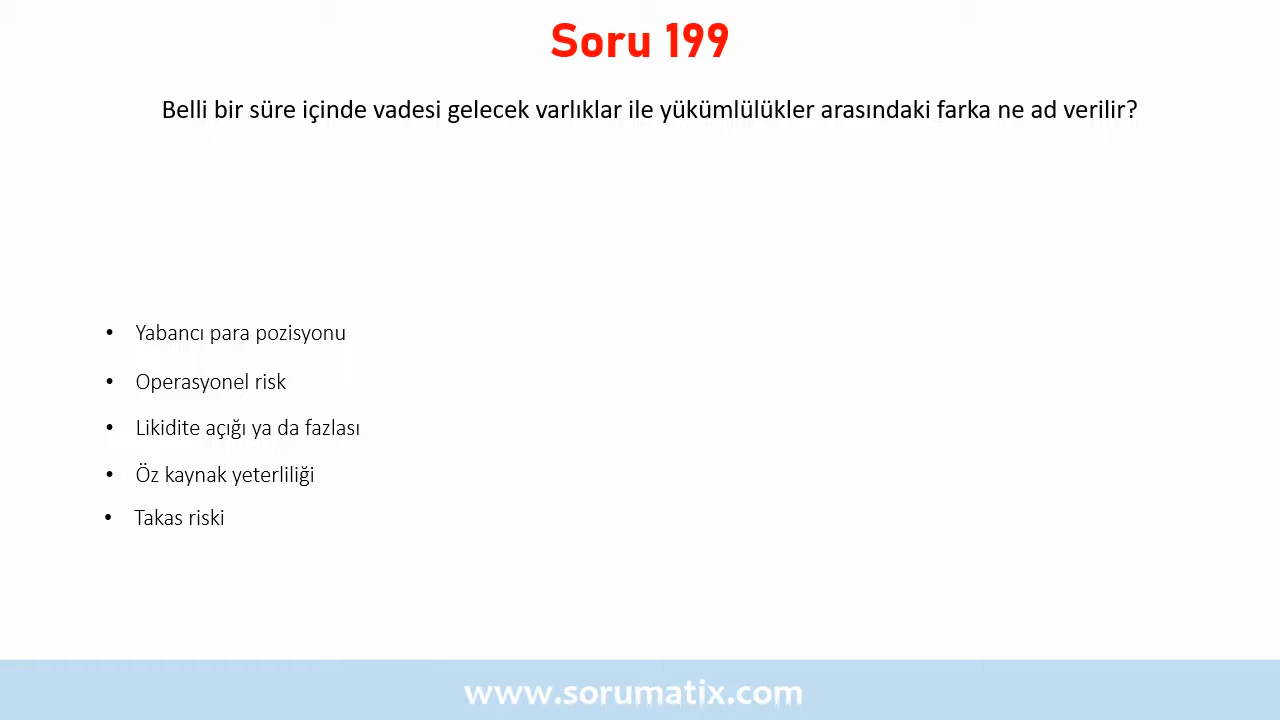 Soru 199
Belli bir süre içinde vadesi gelecek varlıklar ile yükümlülükler arasındaki farka ne ad verilir?
• Yabancı para pozisyonu
• Operasyonel risk
• Likidite açığı ya da fazlası
• Öz kaynak yeterliliği
• Takas riski
www.sorumatix.com